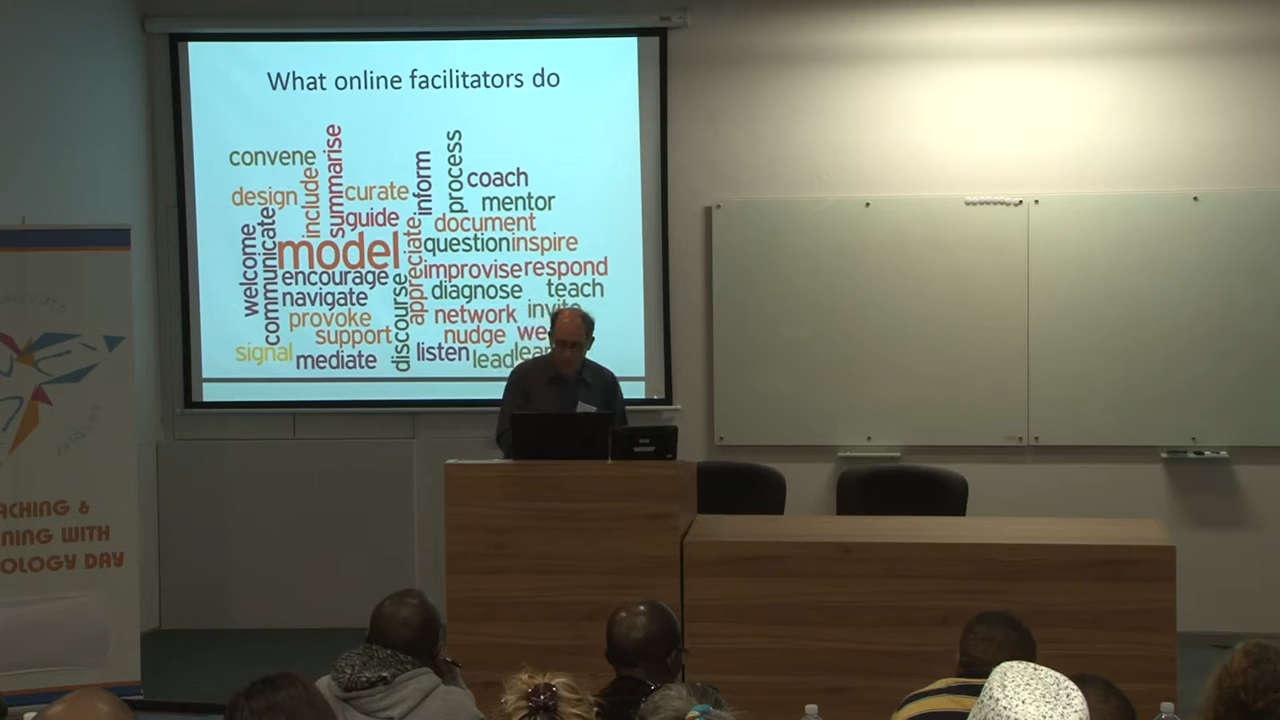 What online facilitators do
convene
summarise
process
include
inform
coach
design
curate
mentor
guide
document
welcome
communicate
model
appreciate
question
inspire
encourage
improvise
respond
navigate
discourse
diagnose
teach
provoke
network
support
nudge
signal
mediate
listen
lead
ACHING &
NING WITH
OLOGY DAY